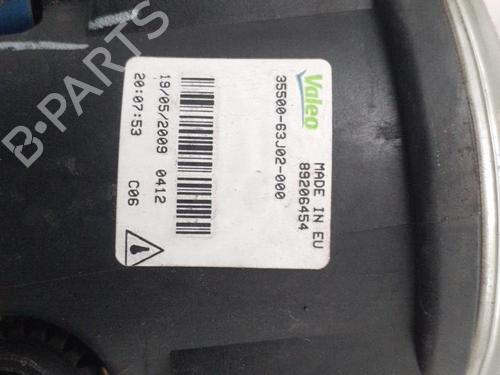 Valeo
35500-63J02-000
MADE IN EU
89206454
19/05/2009 0412
20:07:53 C06
B-PARTS